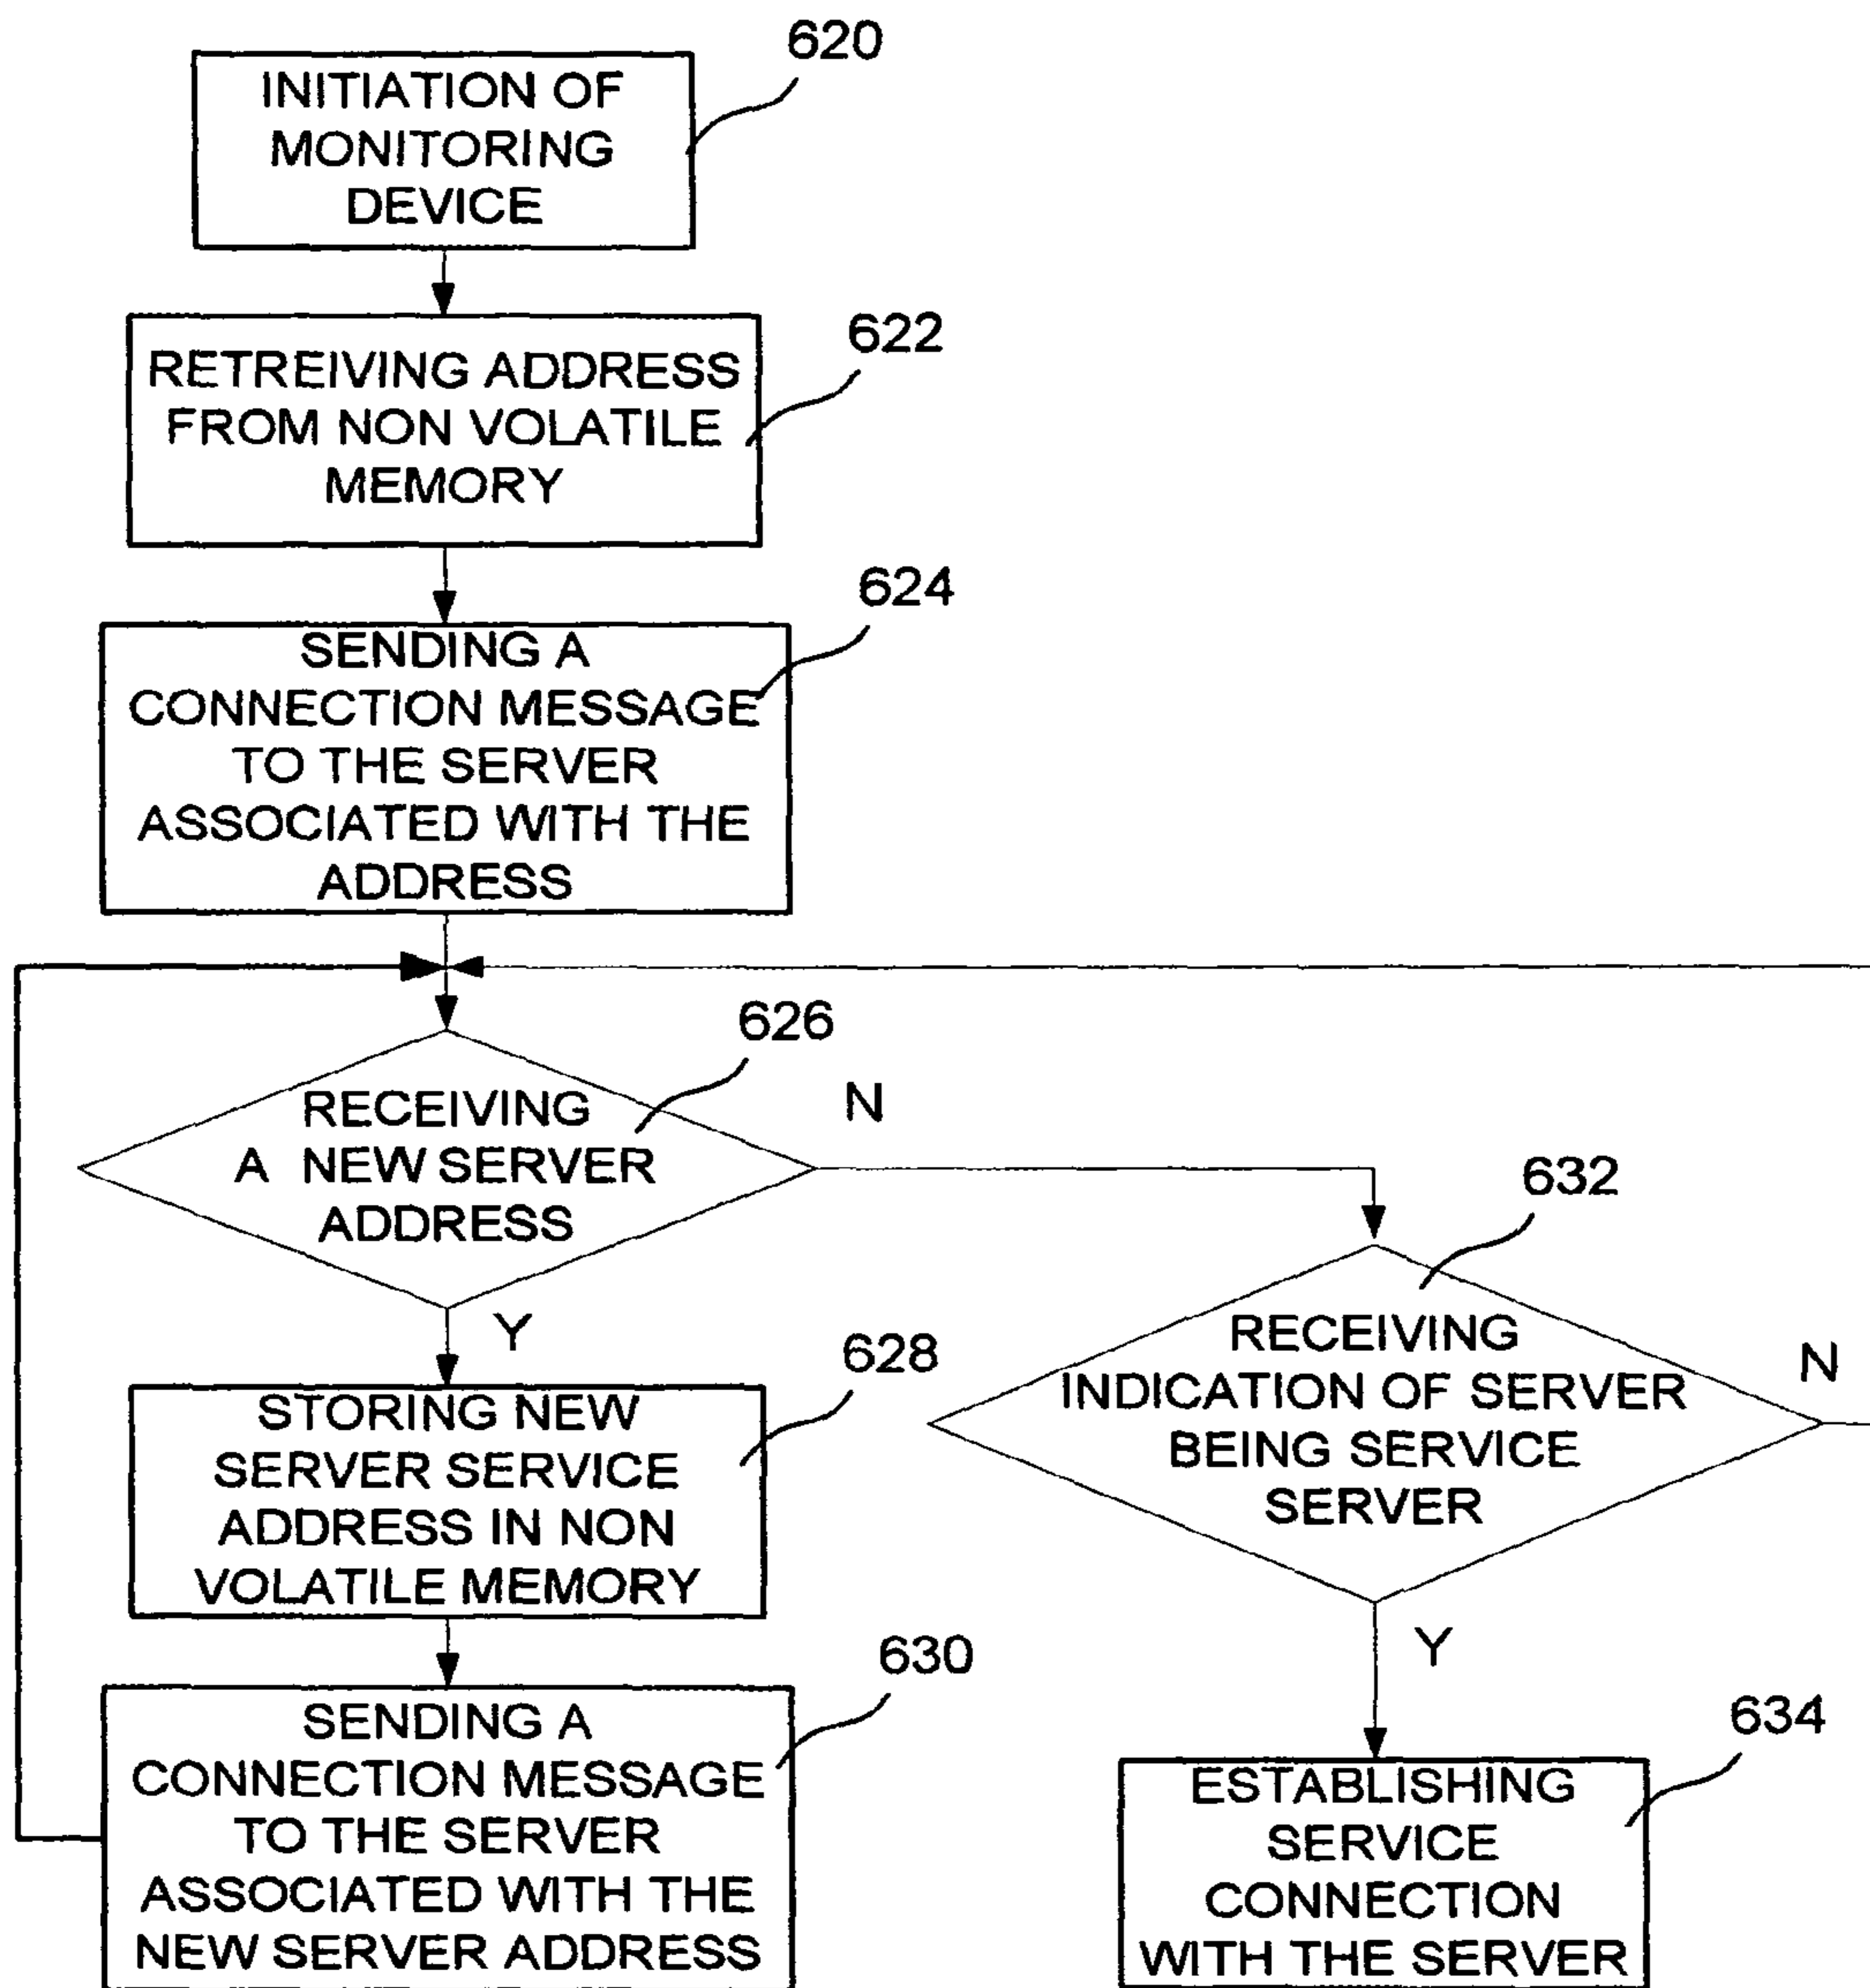 620
INITIATION OF
MONITORING
DEVICE
622
RETREIVING ADDRESS
FROM NON VOLATILE
MEMORY
624
SENDING A
CONNECTION MESSAGE
TO THE SERVER
ASSOCIATED WITH THE
ADDRESS
626
RECEIVING
A NEW SERVER
ADDRESS
N
Y
632
RECEIVING
INDICATION OF SERVER
BEING SERVICE
SERVER
N
Y
628
STORING NEW
SERVER SERVICE
ADDRESS IN NON
VOLATILE MEMORY
630
SENDING A
CONNECTION MESSAGE
TO THE SERVER
ASSOCIATED WITH THE
NEW SERVER ADDRESS
634
ESTABLISHING
SERVICE
CONNECTION
WITH THE SERVER